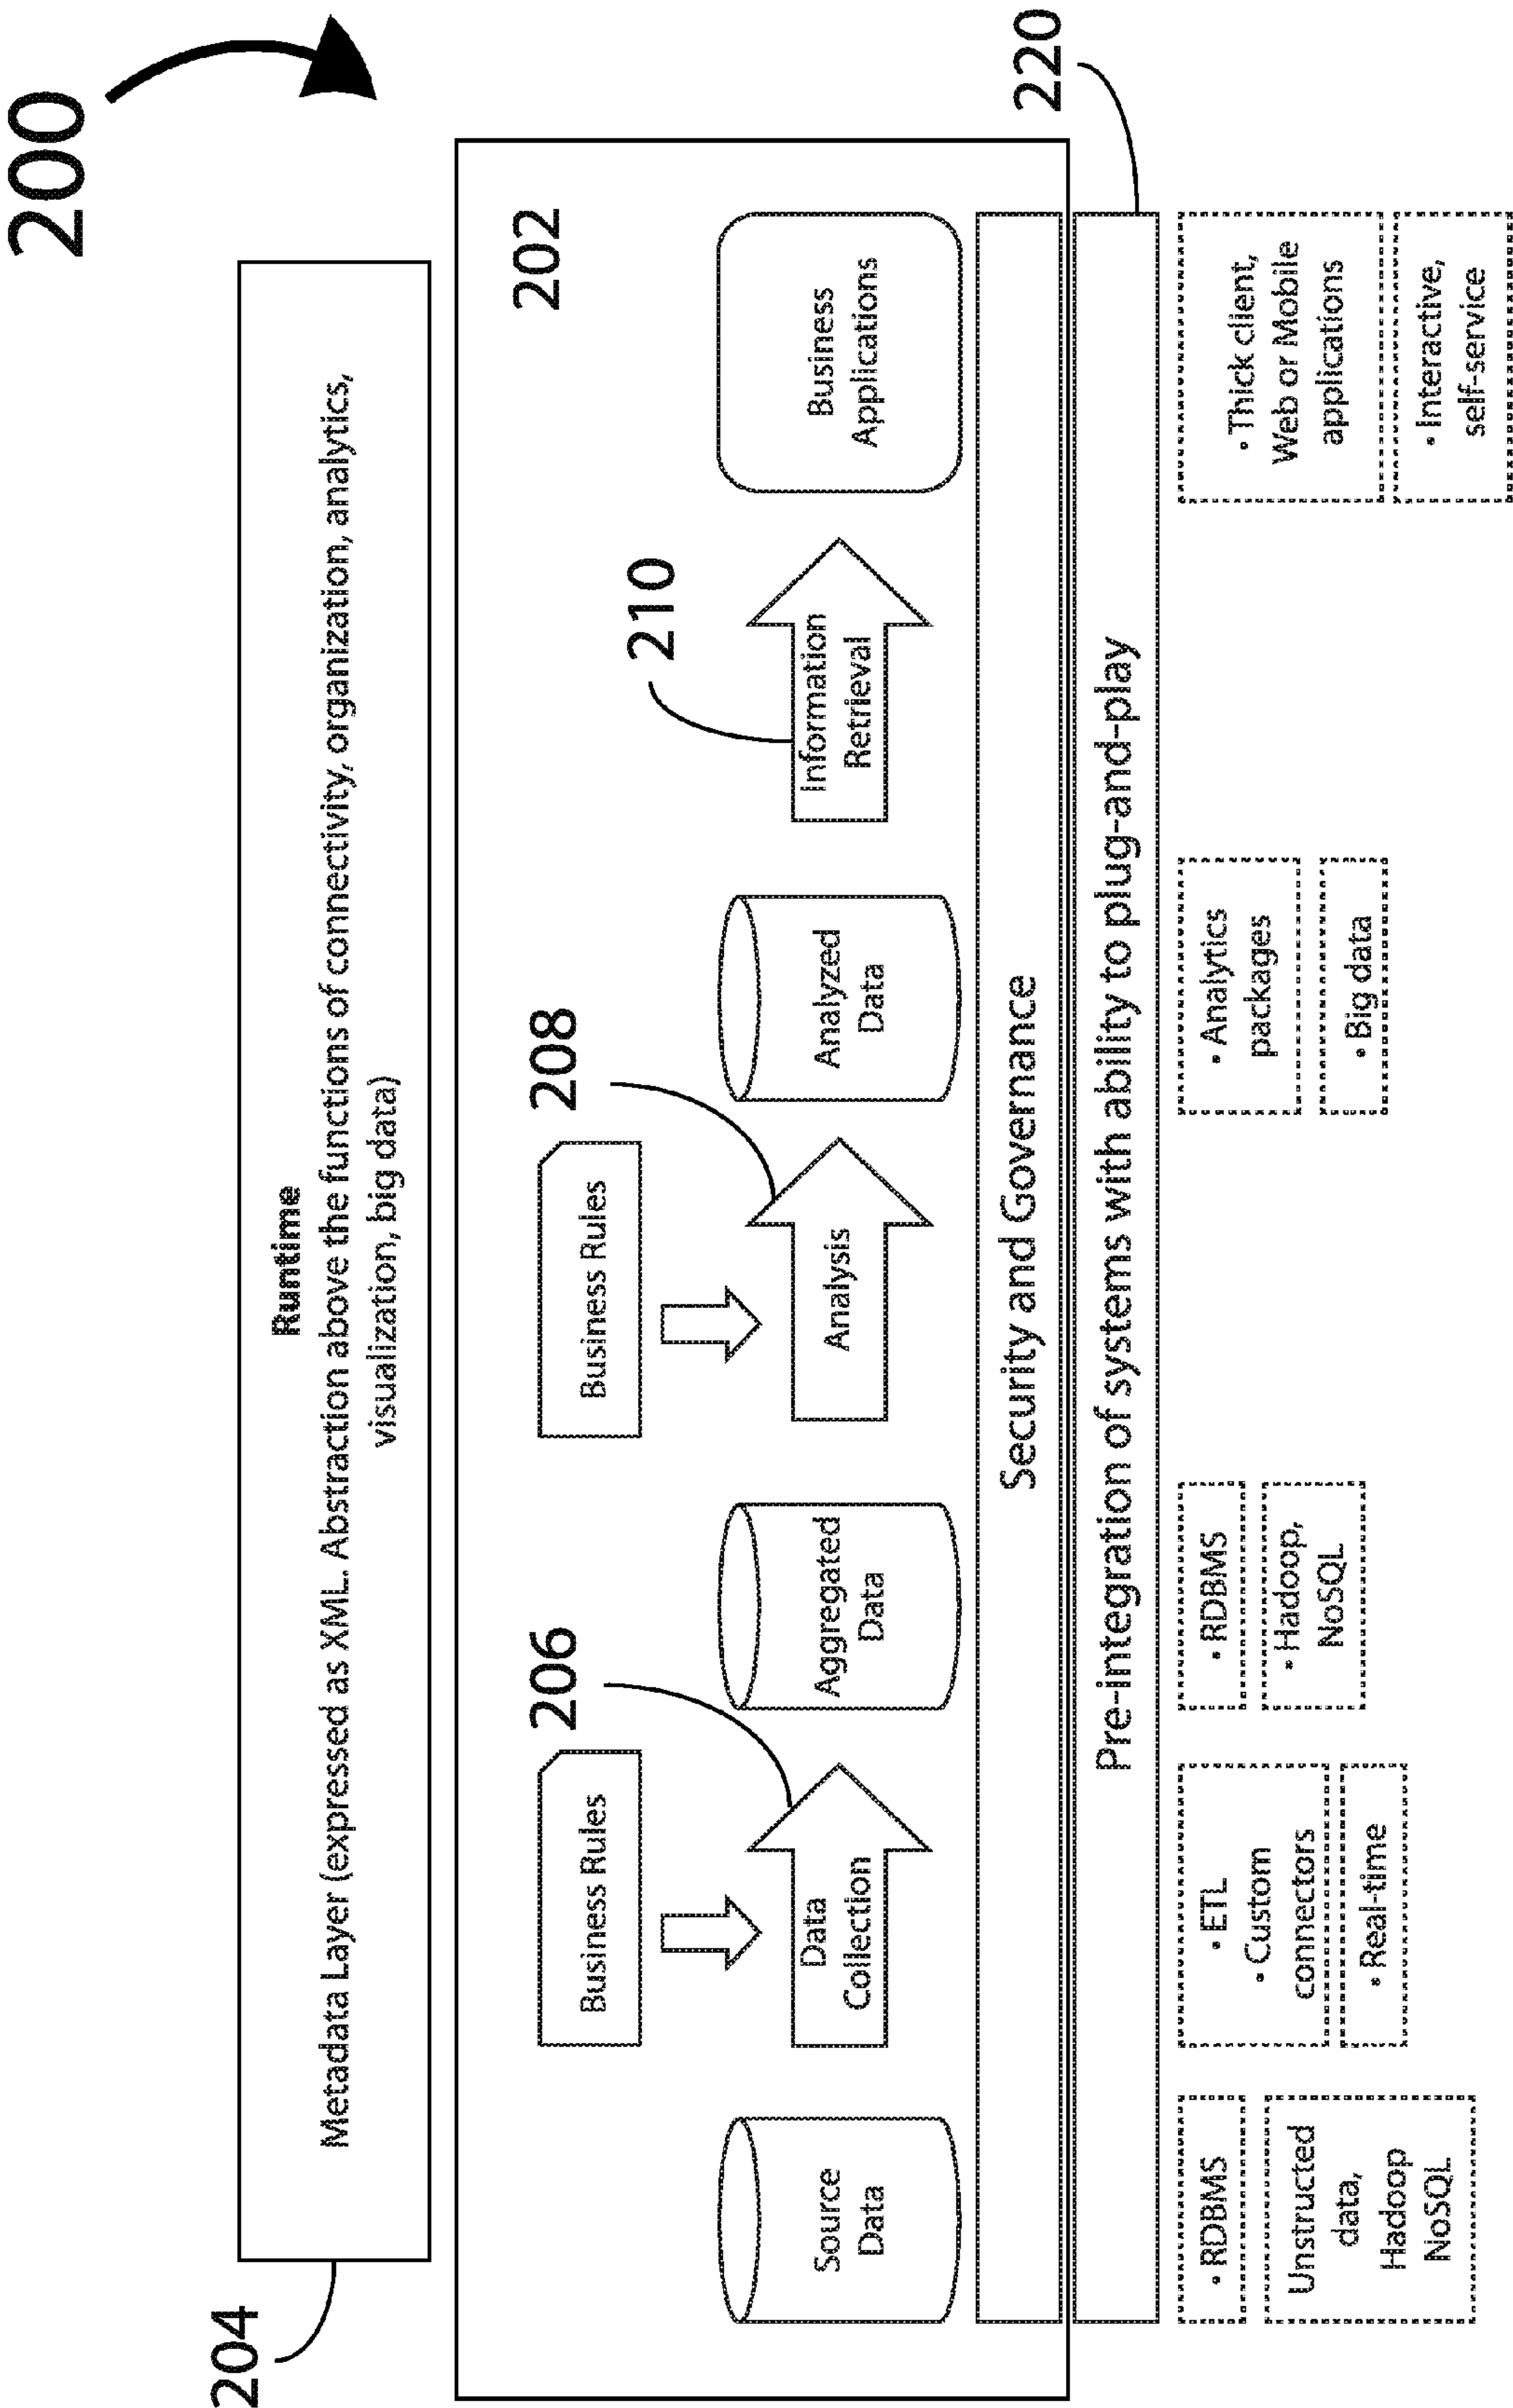 200
204
Runtime
Metadata Layer (expressed as XML. Abstraction above the functions of connectivity, organization, analytics,
visualization, big data)
202
206
208
210
Business Rules
Business Rules
Source
Data
Data
Collection
Aggregated
Data
Analysis
Analyzed
Data
Information
Retrieval
Business
Applications
Security and Governance
Pre-integration of systems with ability to plug-and-play
220
• RDBMS
Unstructed
data,
Hadoop
NoSQL
• ETL
• Custom
connectors
• Real-time
• RDBMS
• Hadoop,
NoSQL
• Analytics
packages
• Big data
• Thick client,
Web or Mobile
applications
• Interactive,
self-service